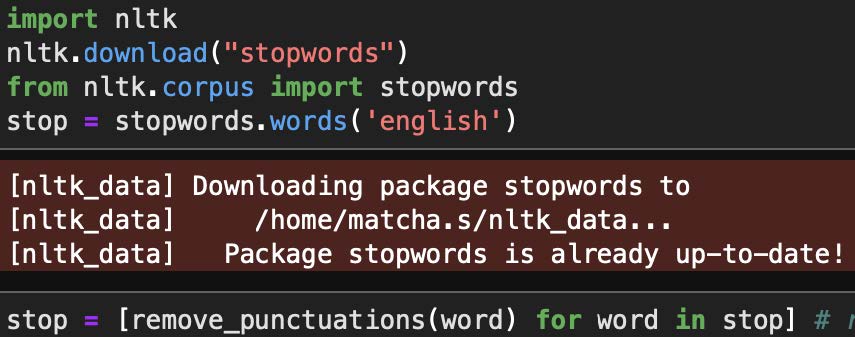 import nltk
nltk.download("stopwords")
from nltk.corpus import stopwords
stop = stopwords.words('english')
[nltk_data] Downloading package stopwords to
[nltk_data]     /home/matcha.s/nltk_data...
[nltk_data]   Package stopwords is already up-to-date!
stop = [remove_punctuations(word) for word in stop] #